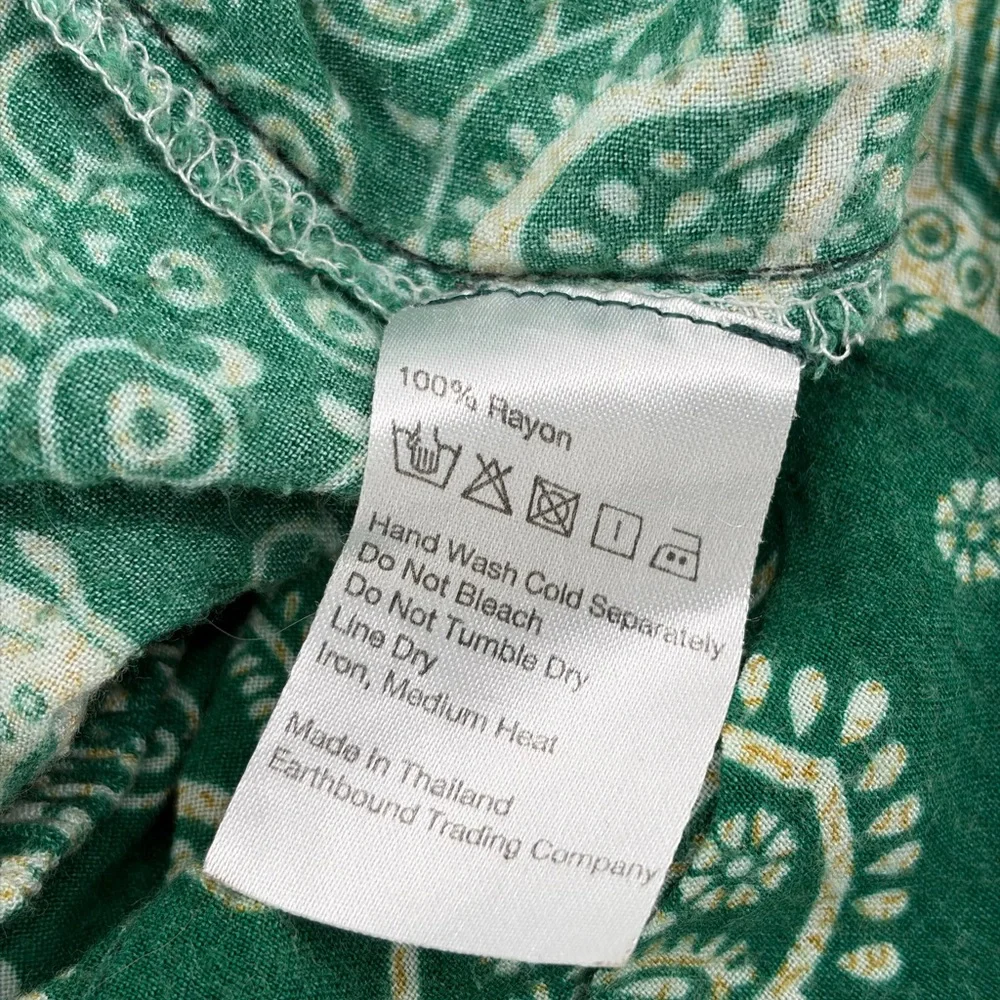 100% Rayon
Hand Wash Cold Separately
Do Not Bleach
Do Not Tumble Dry
Line Dry
Iron, Medium Heat
Made in Thailand
Earthbound Trading Company